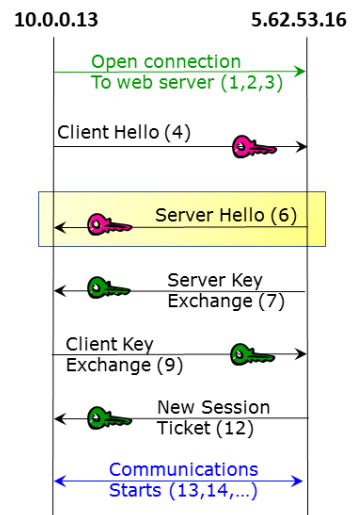 10.0.0.13 5.62.53.16
Open connection
To web server (1,2,3)
Client Hello (4)
Server Hello (6)
Server Key
Exchange (7)
Client Key
Exchange (9)
New Session
Ticket (12)
Communications
Starts (13,14,...)